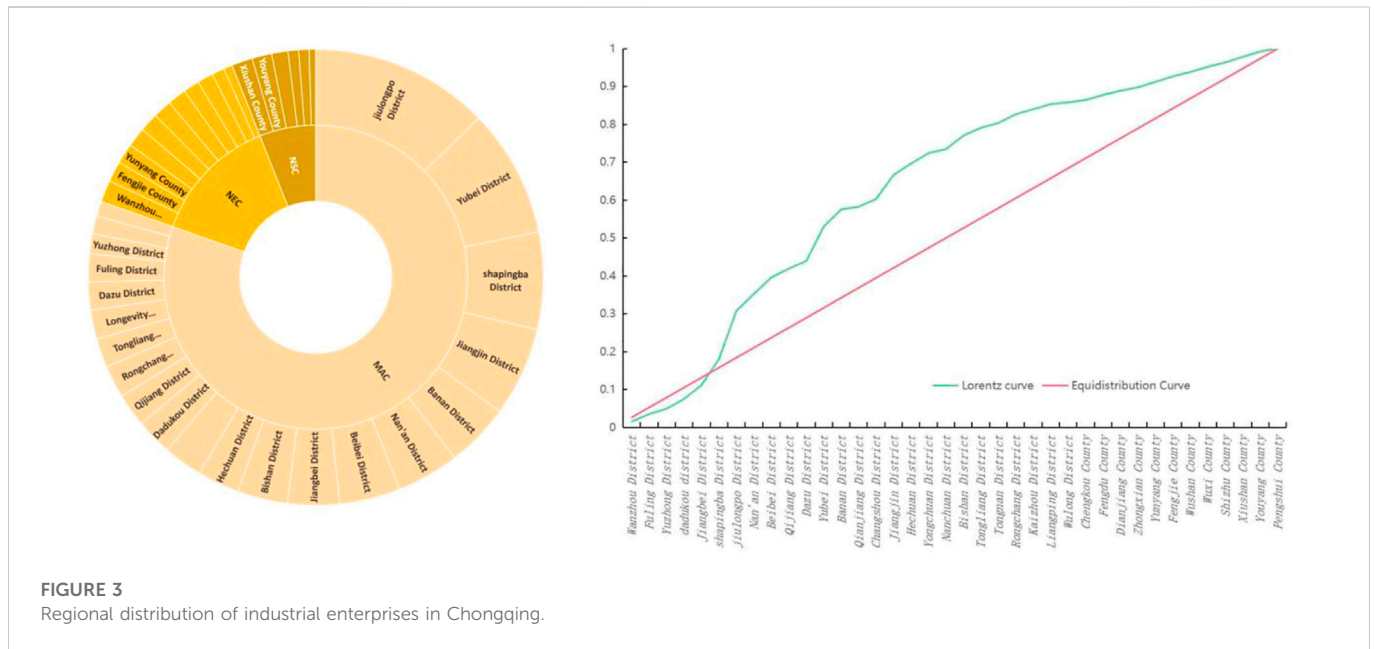 jiulongpo
District
Yubei District
shapingba
District
Jiangjin District
Banan District
Nan'an District
Beibei District
Jiangbei District
Bishan District
Hechuan District
Dadukou District
Qijiang District
Rongchang...
Tongliang...
Longevity...
Dazu District
Fuling District
Yuzhong District
Wanzhou...
Fengjie County
Yunyang County
Xiushan County
Youyang County
NSC
NEC
MAC
1
0.9
0.8
0.7
0.6
0.5
0.4
0.3
0.2
0.1
0
Lorentz curve
Equidistribution Curve
Wanzhou District
Fuling District
Yuzhong District
dadukou district
Jiangbei District
shapingba District
jiulongpo District
Nan'an District
Beibei District
Qijiang District
Dazu District
Yubei District
Banan District
Qianjiang District
Changshou District
Jiangjin District
Hechuan District
Yongchuan District
Nanchuan District
Bishan District
Tongliang District
Tongnan District
Rongchang District
Kaizhou District
Liangping District
Wulong District
Chengkou County
Fengdu County
Dianjiang County
Zhongxian County
Yunyang County
Fengjie County
Wushan County
Wuxi County
Shizhu County
Xiushan County
Youyang County
Pengshui County
FIGURE 3
Regional distribution of industrial enterprises in Chongqing.